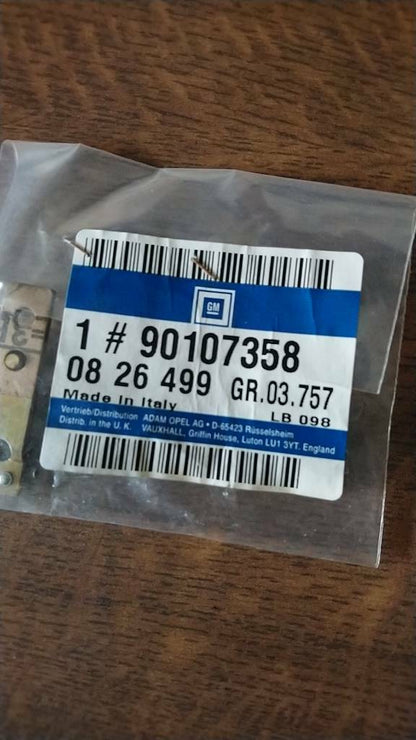 GM
1 # 90107358
08 26 499 GR.03.757
Made in Italy LB 098
Vertrieb/Distribution ADAM OPEL AG • D-65423 Rüsselsheim
Distrib. in the U. K. VAUXHALL, Griffin House, Luton LU1 3YT. England